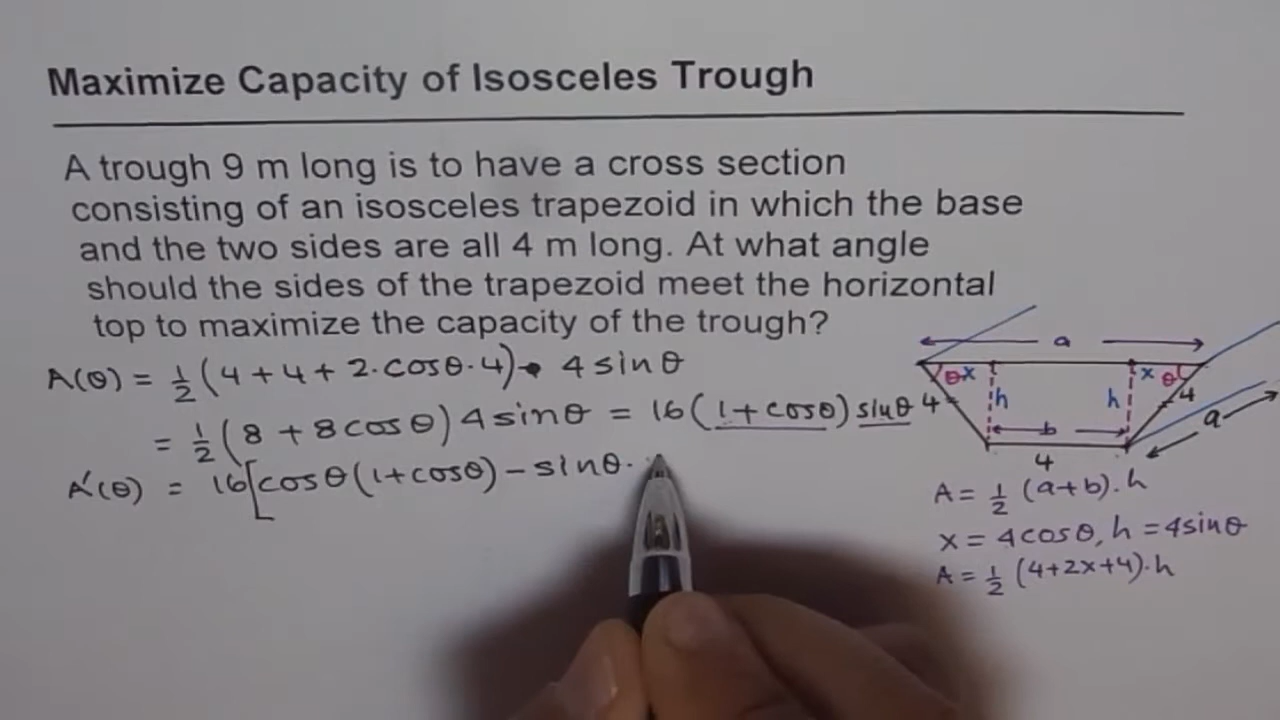 Maximize Capacity of Isosceles Trough
A trough 9 m long is to have a cross section
consisting of an isosceles trapezoid in which the base
and the two sides are all 4 m long. At what angle
should the sides of the trapezoid meet the horizontal
top to maximize the capacity of the trough?
A(θ) = 1/2 (4 + 4 + 2·cosθ·4) · 4 sinθ
= 1/2 (8 + 8cosθ) 4 sinθ = 16 (1 + cosθ) sinθ
A'(θ) = 16[cosθ(1+cosθ) - sinθ·
a
θ x x θ
4 h h 4
b
4
a
A = 1/2 (a+b)·h
x = 4cosθ, h = 4sinθ
A = 1/2 (4+2x+4)·h